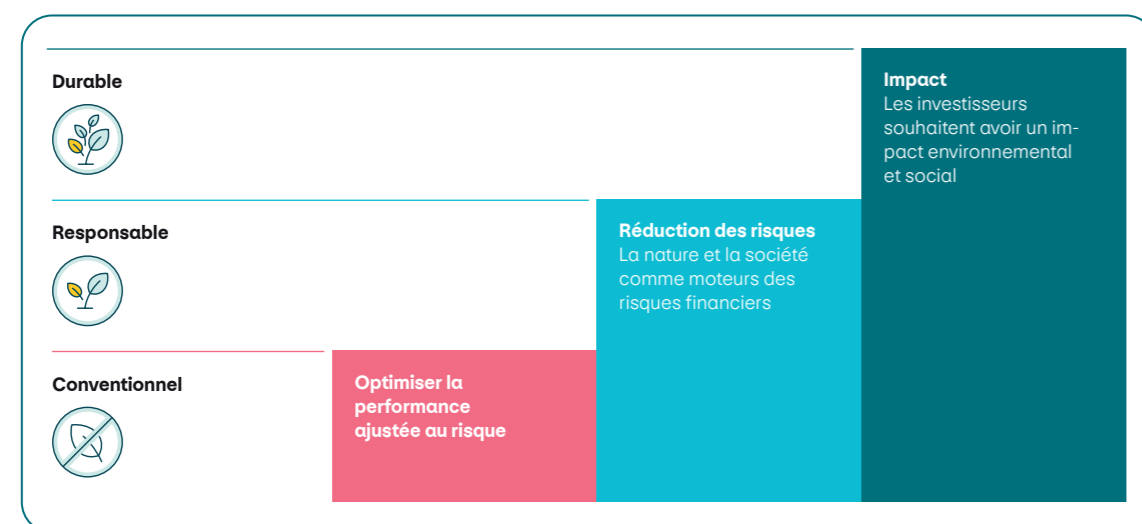 Durable
Impact
Les investisseurs
souhaitent avoir un im-
pact environnemental
et social
Responsable
Réduction des risques
La nature et la société
comme moteurs des
risques financiers
Conventionnel
Optimiser la
performance
ajustée au risque